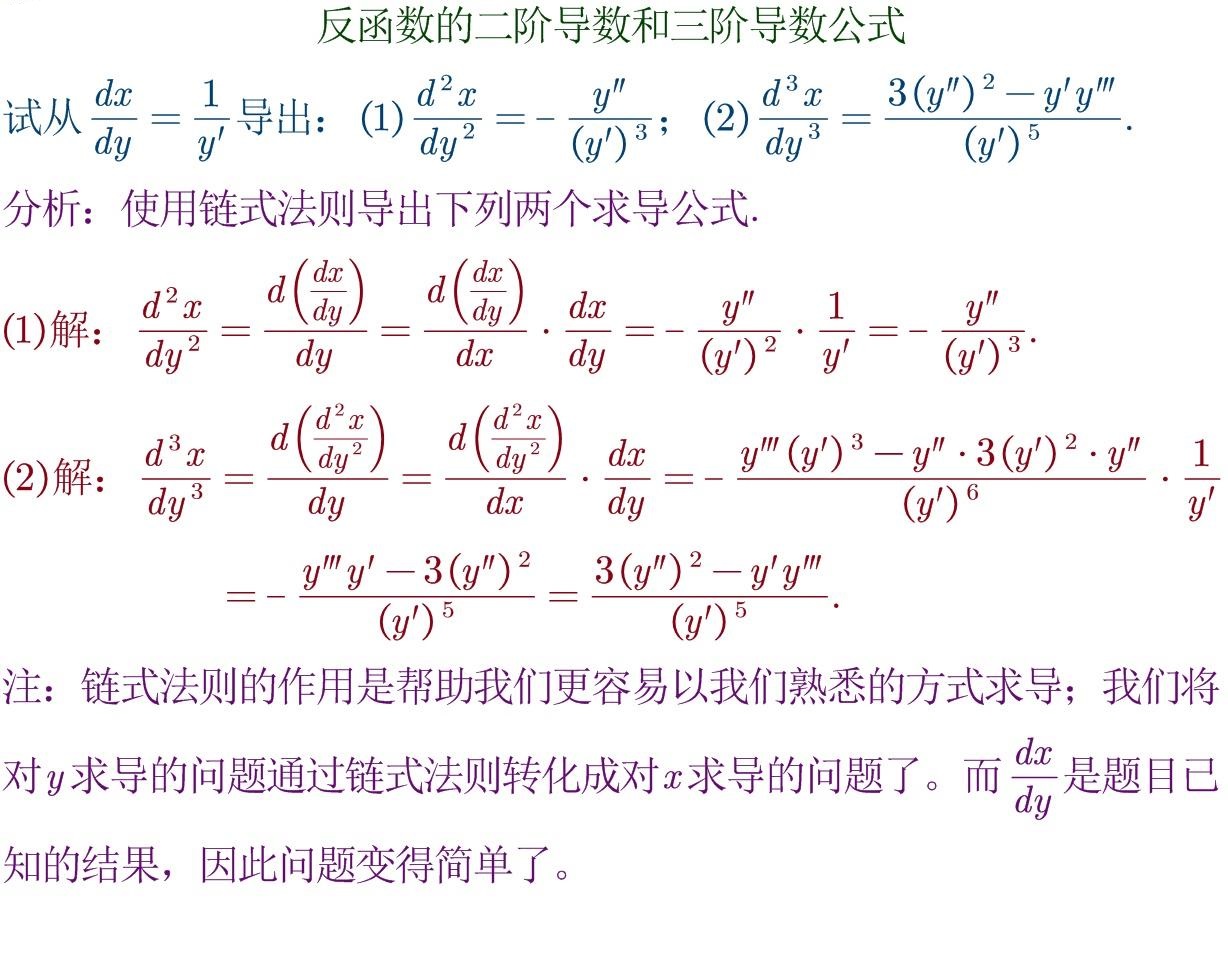 反函数的二阶导数和三阶导数公式
试从 \frac{dx}{dy} = \frac{1}{y'} 导出： (1) \frac{d^2x}{dy^2} = -\frac{y''}{(y')^3}； (2) \frac{d^3x}{dy^3} = \frac{3(y'')^2 - y'y'''}{(y')^5}.
分析：使用链式法则导出下列两个求导公式.
(1)解： \frac{d^2x}{dy^2} = \frac{d\left(\frac{dx}{dy}\right)}{dy} = \frac{d\left(\frac{dx}{dy}\right)}{dx} \cdot \frac{dx}{dy} = -\frac{y''}{(y')^2} \cdot \frac{1}{y'} = -\frac{y''}{(y')^3}.
(2)解： \frac{d^3x}{dy^3} = \frac{d\left(\frac{d^2x}{dy^2}\right)}{dy} = \frac{d\left(\frac{d^2x}{dy^2}\right)}{dx} \cdot \frac{dx}{dy} = -\frac{y'''(y')^3 - y'' \cdot 3(y')^2 \cdot y''}{(y')^6} \cdot \frac{1}{y'}
= -\frac{y'''y' - 3(y'')^2}{(y')^5} = \frac{3(y'')^2 - y'y'''}{(y')^5}.
注：链式法则的作用是帮助我们更容易以我们熟悉的方式求导；我们将
对y求导的问题通过链式法则转化成对x求导的问题了。而 \frac{dx}{dy} 是题目已
知的结果，因此问题变得简单了。